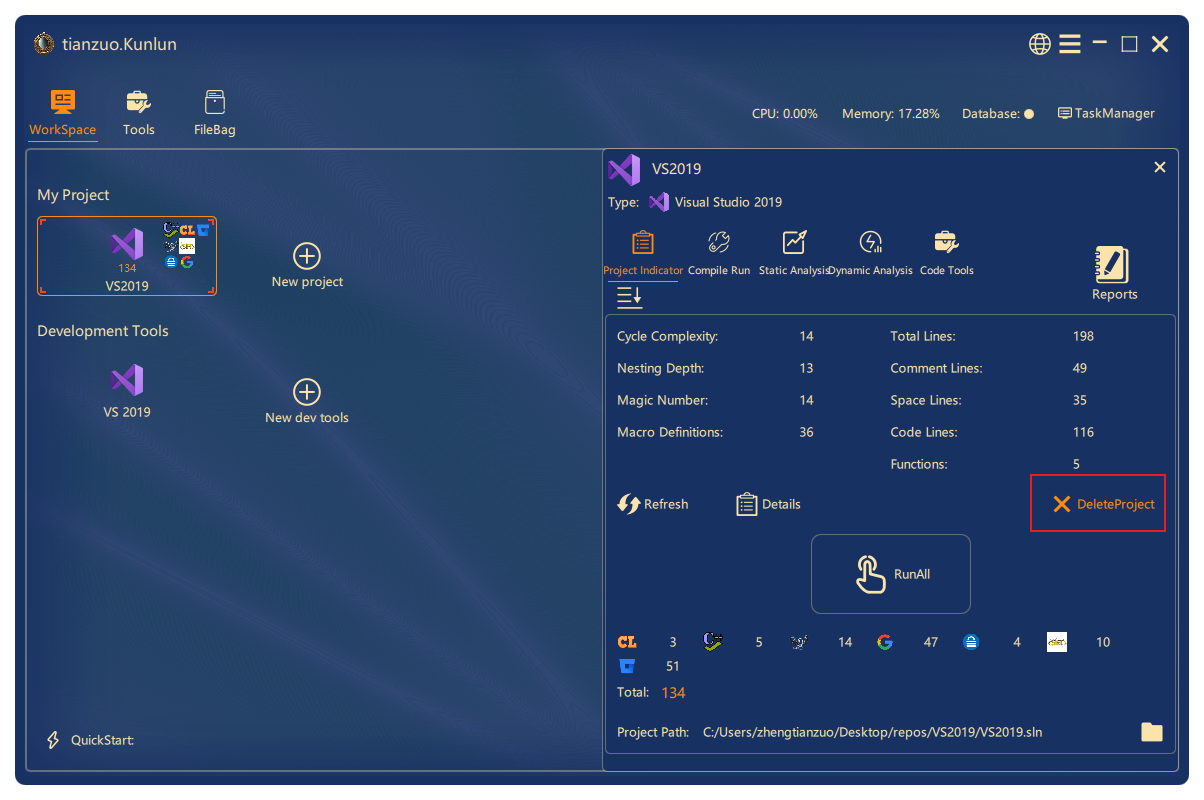 tianzuo.Kunlun
WorkSpace Tools FileBag
CPU: 0.00% Memory: 17.28% Database: TaskManager
My Project
134
VS2019
New project
Development Tools
VS 2019
New dev tools
QuickStart:
VS2019
Type: Visual Studio 2019
Project Indicator Compile Run Static Analysis Dynamic Analysis Code Tools
Reports
Cycle Complexity: 14 Total Lines: 198
Nesting Depth: 13 Comment Lines: 49
Magic Number: 14 Space Lines: 35
Macro Definitions: 36 Code Lines: 116
Functions: 5
Refresh Details DeleteProject
RunAll
CL 3 5 14 47 4 10
51
Total: 134
Project Path: C:/Users/zhengtianzuo/Desktop/repos/VS2019/VS2019.sln